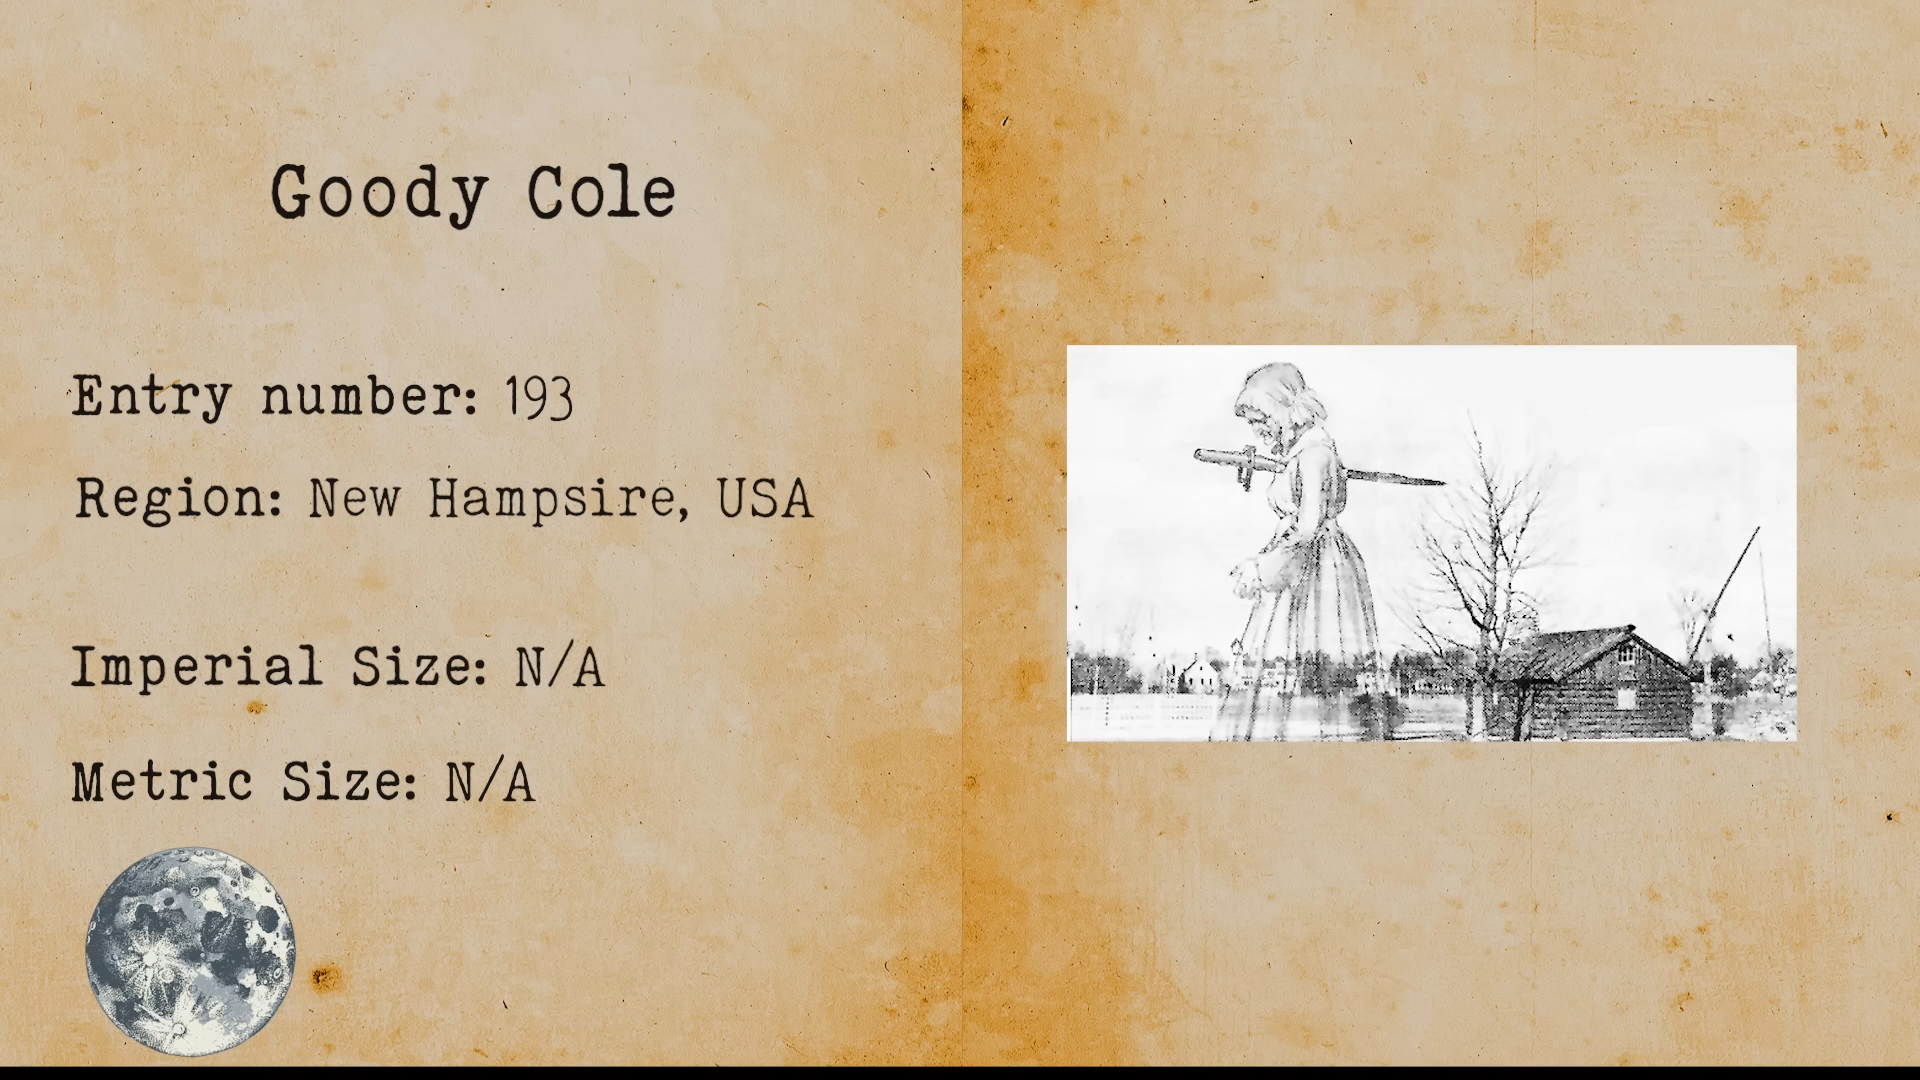 Goody Cole
Entry number: 193
Region: New Hampsire, USA
Imperial Size: N/A
Metric Size: N/A